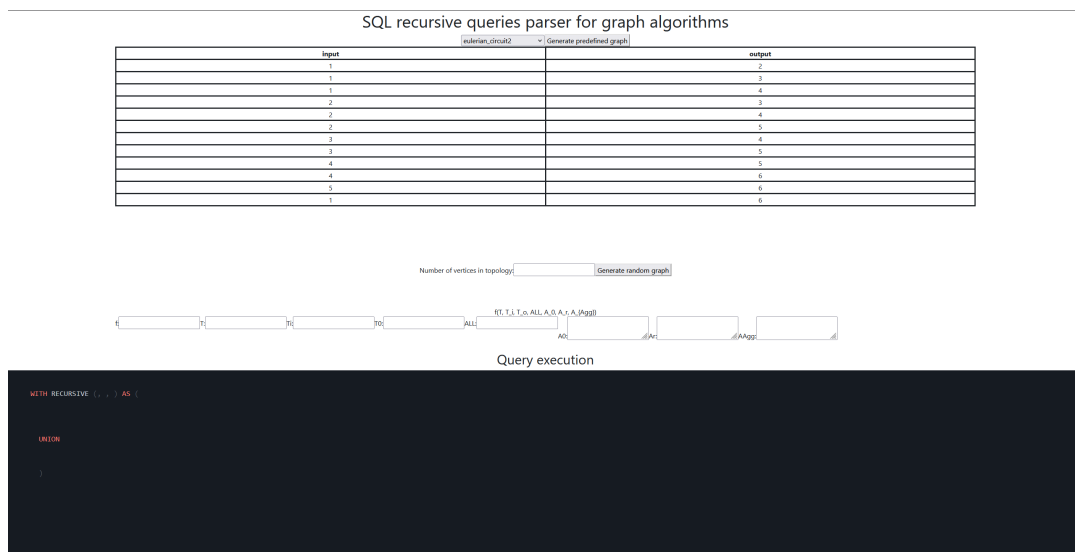 SQL recursive queries parser for graph algorithms
eulerian_circuit2 Generate predefined graph
input output
1 2
1 3
1 4
2 3
2 4
2 5
3 4
3 5
4 5
4 6
5 6
1 6
Number of vertices in topology: Generate random graph
f(T, T_i, T_o, ALL, A_0, A_r, A_{Agg})
f: T: Ti: T0: ALL: A0: Ar: AAgg:
Query execution
WITH RECURSIVE (, , ) AS (
UNION
)